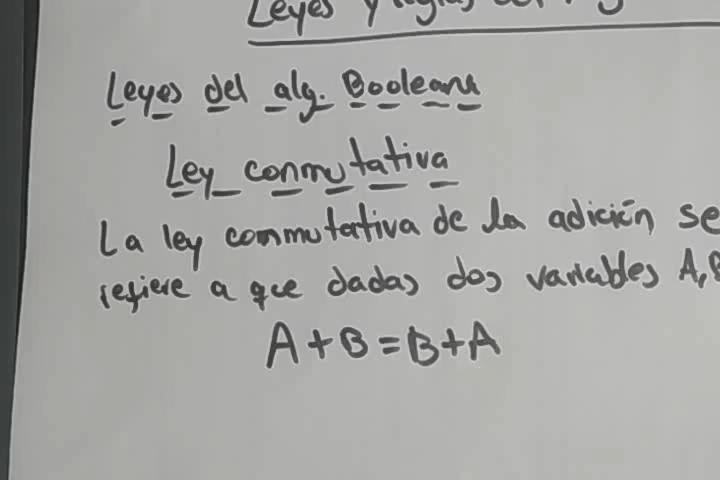 Leyes y
Leyes del alg. Booleana
Ley conmutativa
La ley conmutativa de la adición se
refiere a que dadas dos variables A, B
A + B = B + A